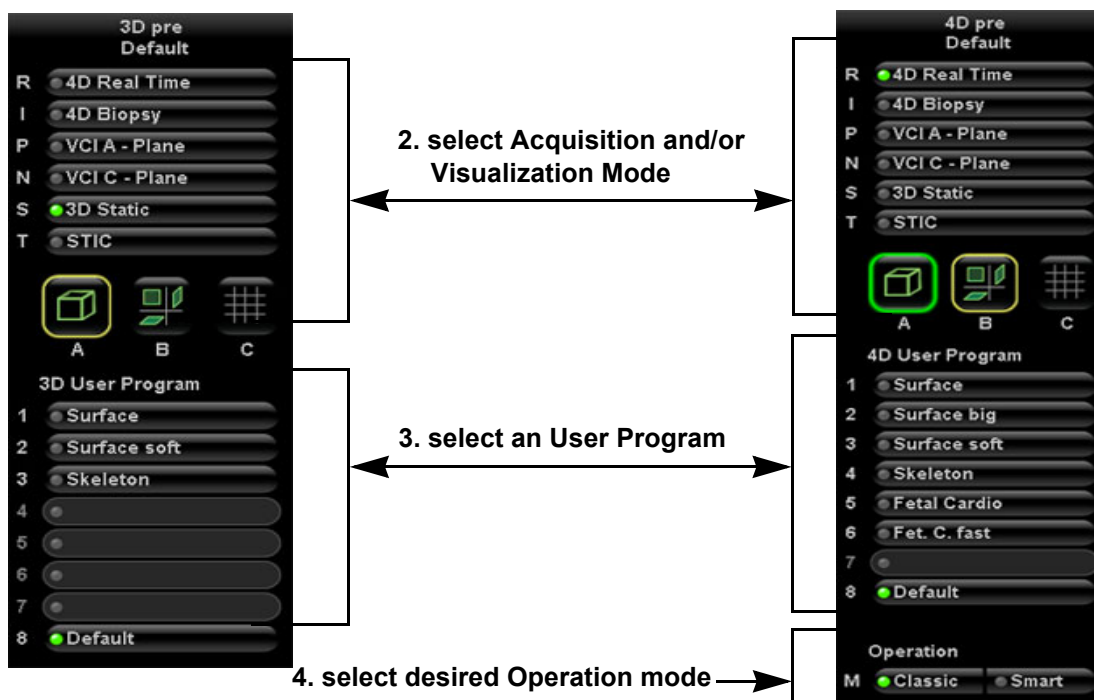 3D pre
Default
R 4D Real Time
I 4D Biopsy
P VCI A - Plane
N VCI C - Plane
S 3D Static
T STIC
A B C
3D User Program
1 Surface
2 Surface soft
3 Skeleton
4
5
6
7
8 Default
2. select Acquisition and/or
Visualization Mode
3. select an User Program
4. select desired Operation mode
4D pre
Default
R 4D Real Time
I 4D Biopsy
P VCI A - Plane
N VCI C - Plane
S 3D Static
T STIC
A B C
4D User Program
1 Surface
2 Surface big
3 Surface soft
4 Skeleton
5 Fetal Cardio
6 Fet. C. fast
7
8 Default
Operation
M Classic Smart